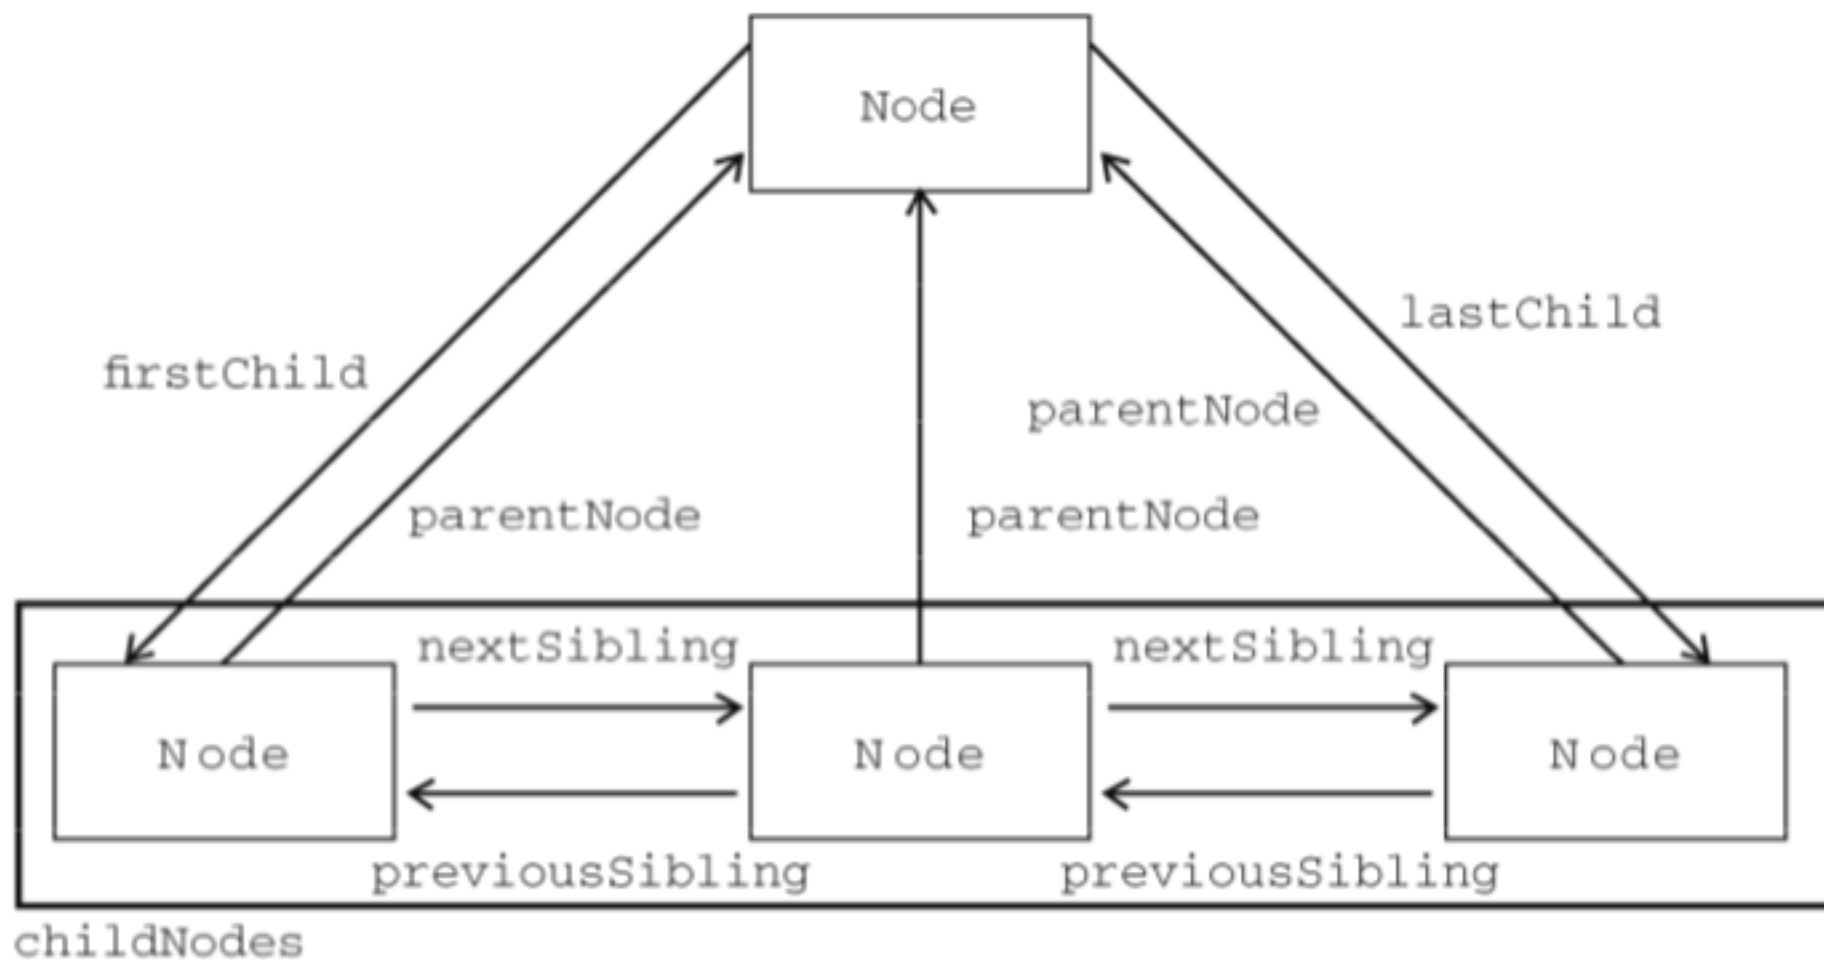 Node
lastChild
firstChild
parentNode
parentNode
parentNode
nextSibling
nextSibling
Node
Node
Node
previousSibling
previousSibling
childNodes